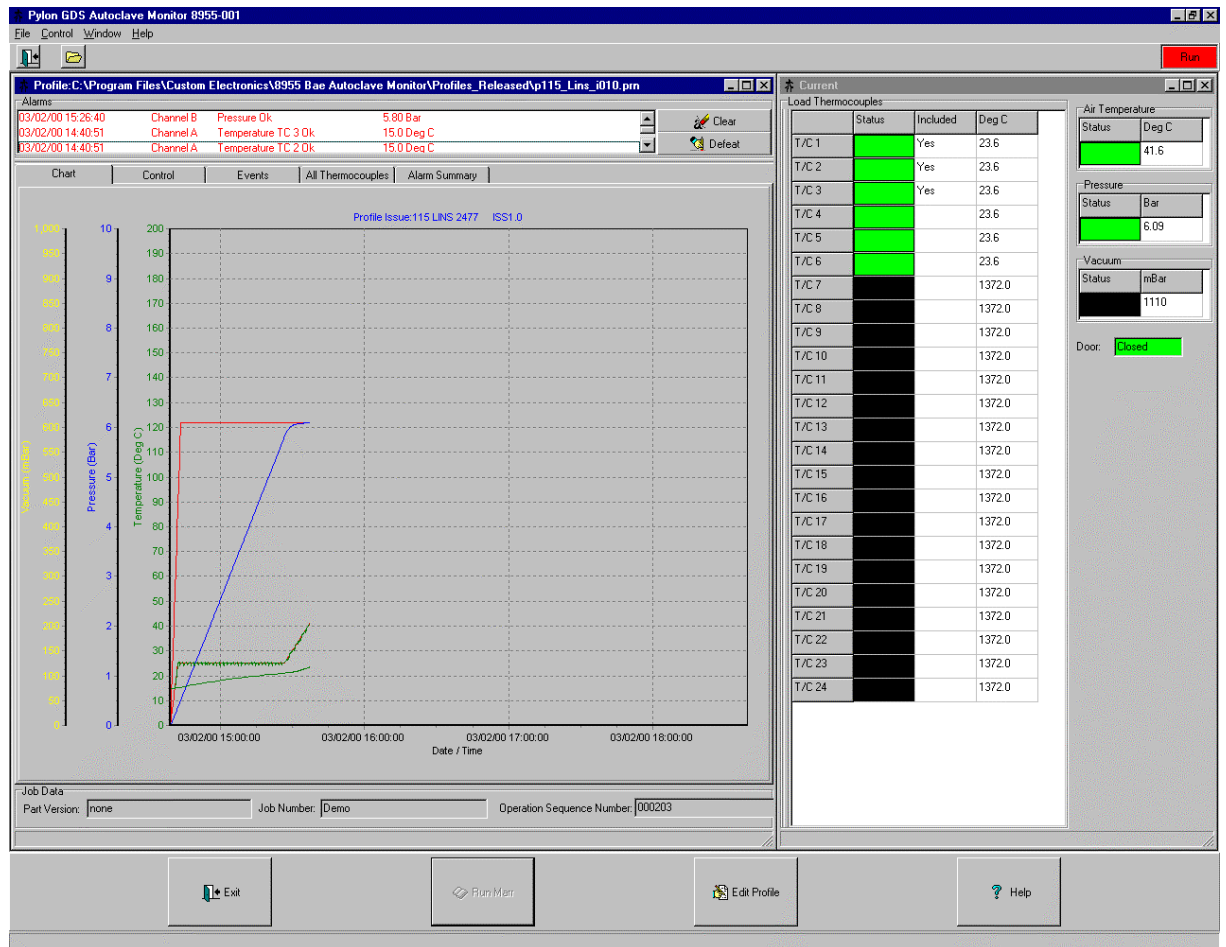 Pylon GDS Autoclave Monitor 8955-001
File Control Window Help
Run
Profile:C:\Program Files\Custom Electronics\8955 Bae Autoclave Monitor\Profiles_Released\p115_Lins_i010.prn
Alarms
03/02/00 15:26:40 Channel B Pressure Ok 5.80 Bar
03/02/00 14:40:51 Channel A Temperature TC 3 Ok 15.0 Deg C
03/02/00 14:40:51 Channel A Temperature TC 2 Ok 15.0 Deg C
Clear
Defeat
Chart Control Events All Thermocouples Alarm Summary
Profile Issue:115 LINS 2477 ISS1.0
Vacuum (mBar)
1,000
950
900
850
800
750
700
650
600
550
500
450
400
350
300
250
200
150
100
50
0
Pressure (Bar)
10
9
8
7
6
5
4
3
2
1
0
Temperature (Deg C)
200
190
180
170
160
150
140
130
120
110
100
90
80
70
60
50
40
30
20
10
0
03/02/00 15:00:00 03/02/00 16:00:00 03/02/00 17:00:00 03/02/00 18:00:00
Date / Time
Job Data
Part Version: none Job Number: Demo Operation Sequence Number: 000203
Current
Load Thermocouples
Status Included Deg C
T/C 1 Yes 23.6
T/C 2 Yes 23.6
T/C 3 Yes 23.6
T/C 4 23.6
T/C 5 23.6
T/C 6 23.6
T/C 7 1372.0
T/C 8 1372.0
T/C 9 1372.0
T/C 10 1372.0
T/C 11 1372.0
T/C 12 1372.0
T/C 13 1372.0
T/C 14 1372.0
T/C 15 1372.0
T/C 16 1372.0
T/C 17 1372.0
T/C 18 1372.0
T/C 19 1372.0
T/C 20 1372.0
T/C 21 1372.0
T/C 22 1372.0
T/C 23 1372.0
T/C 24 1372.0
Air Temperature
Status Deg C
41.6
Pressure
Status Bar
6.09
Vacuum
Status mBar
1110
Door: Closed
Exit
Run Men
Edit Profile
Help